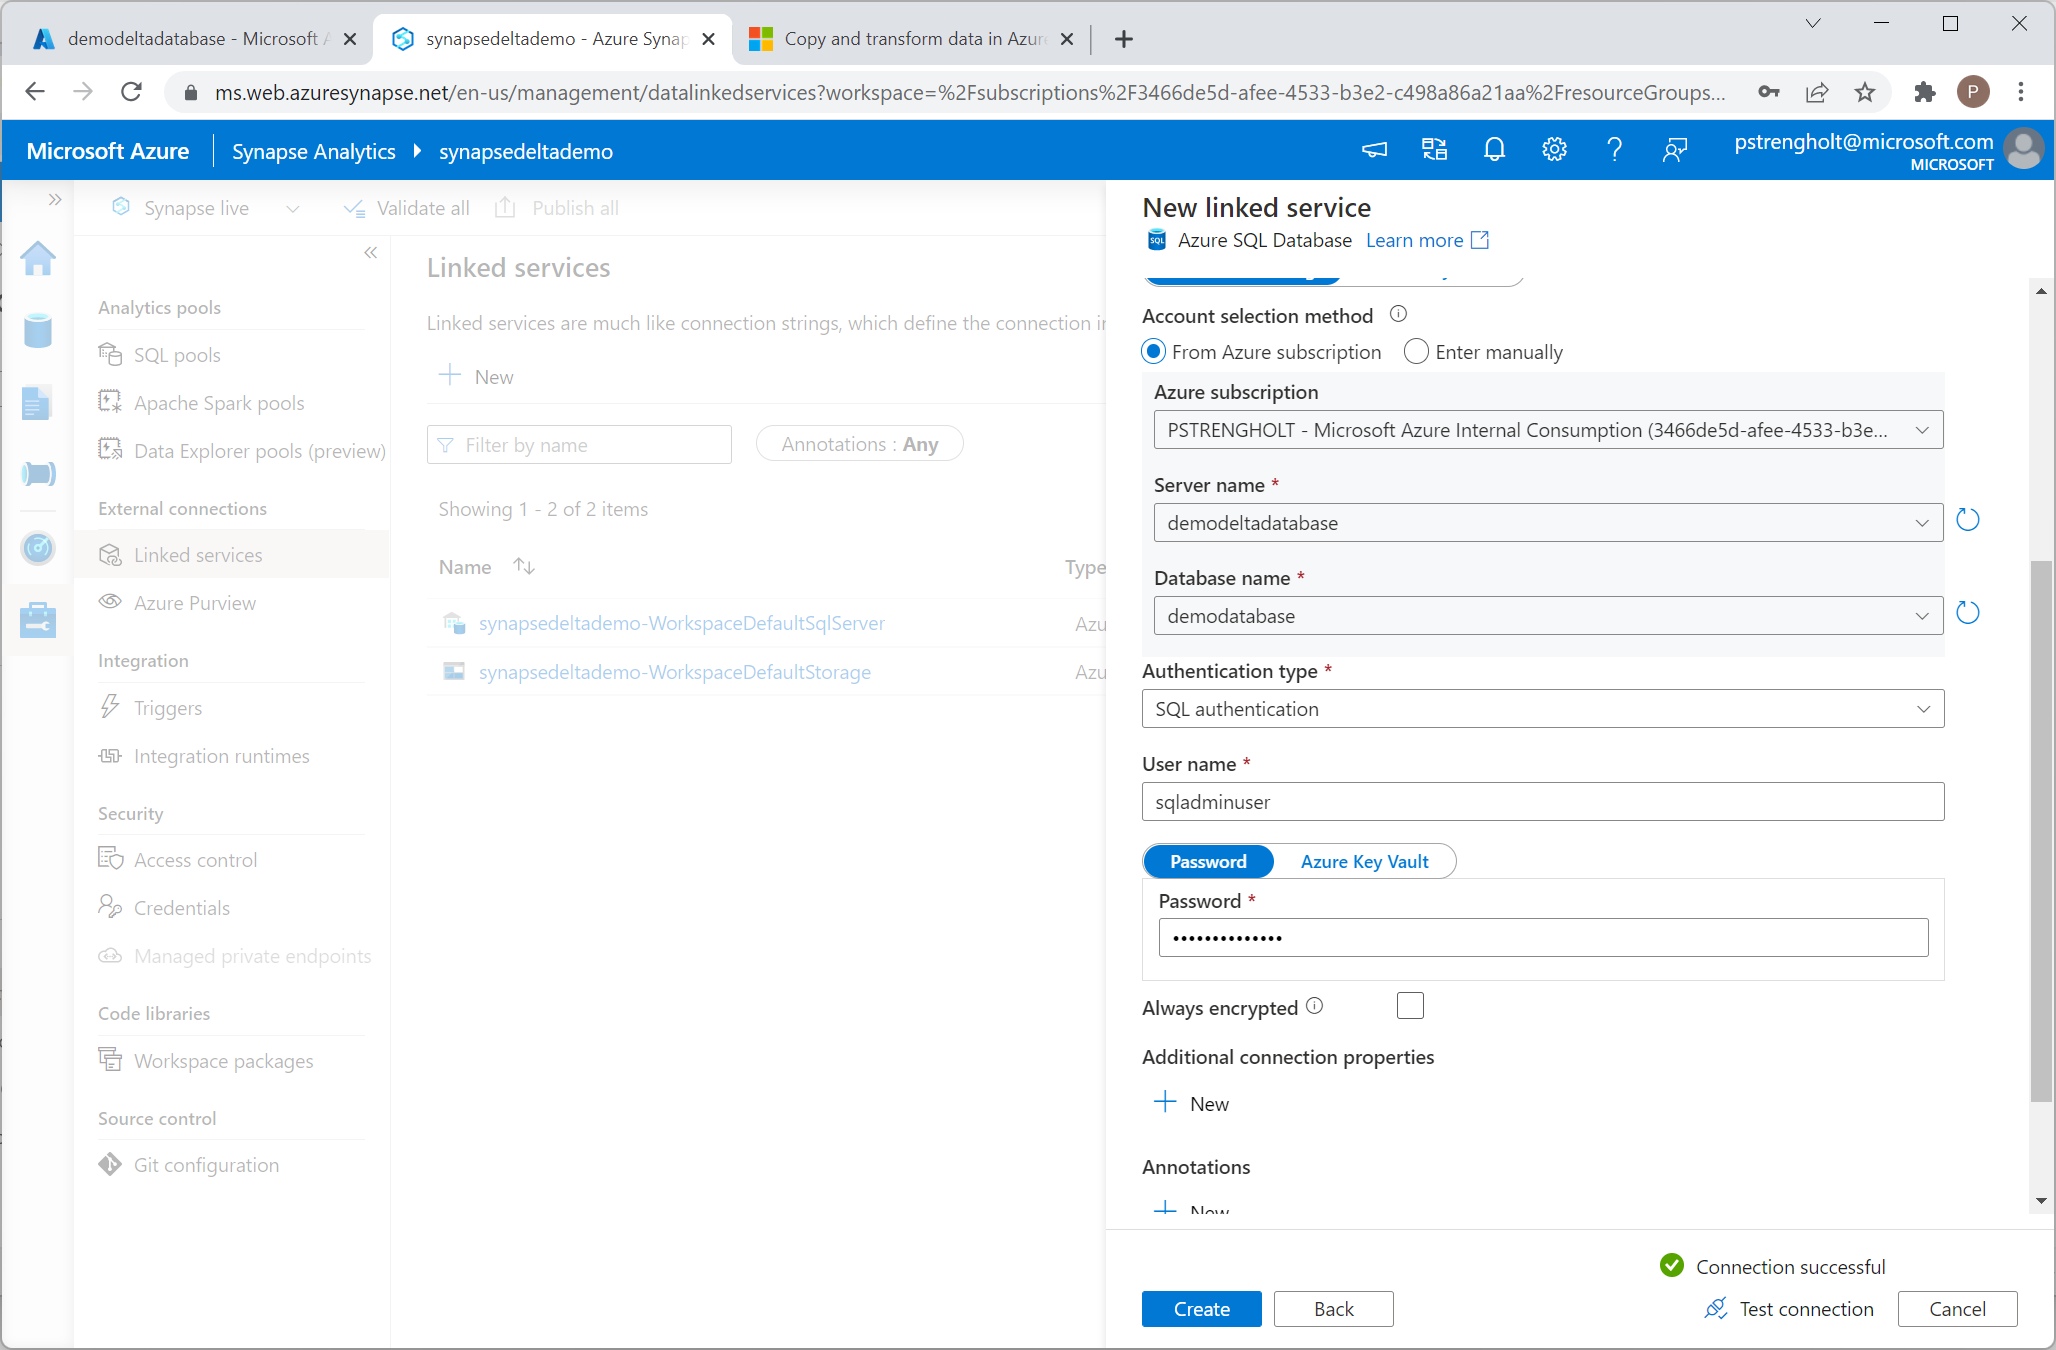 demodeltadatabase - Microsoft A
synapsedeltademo - Azure Synap
Copy and transform data in Azur
ms.web.azuresynapse.net/en-us/management/datalinkedservices?workspace=%2Fsubscriptions%2F3466de5d-afee-4533-b3e2-c498a86a21aa%2FresourceGroups...
P
Microsoft Azure
Synapse Analytics
synapsedeltademo
pstrengholt@microsoft.com
MICROSOFT
Synapse live
Validate all
Publish all
Analytics pools
SQL pools
Apache Spark pools
Data Explorer pools (preview)
External connections
Linked services
Azure Purview
Integration
Triggers
Integration runtimes
Security
Access control
Credentials
Managed private endpoints
Code libraries
Workspace packages
Source control
Git configuration
Linked services
Linked services are much like connection strings, which define the connection i
New
Filter by name
Annotations : Any
Showing 1 - 2 of 2 items
Name
Type
synapsedeltademo-WorkspaceDefaultSqlServer
Azu
synapsedeltademo-WorkspaceDefaultStorage
Azu
New linked service
SQL
Azure SQL Database
Learn more
Account selection method
From Azure subscription
Enter manually
Azure subscription
PSTRENGHOLT - Microsoft Azure Internal Consumption (3466de5d-afee-4533-b3e...
Server name *
demodeltadatabase
Database name *
demodatabase
Authentication type *
SQL authentication
User name *
sqladminuser
Password
Azure Key Vault
Password *
••••••••••••••
Always encrypted
Additional connection properties
New
Annotations
New
Connection successful
Create
Back
Test connection
Cancel